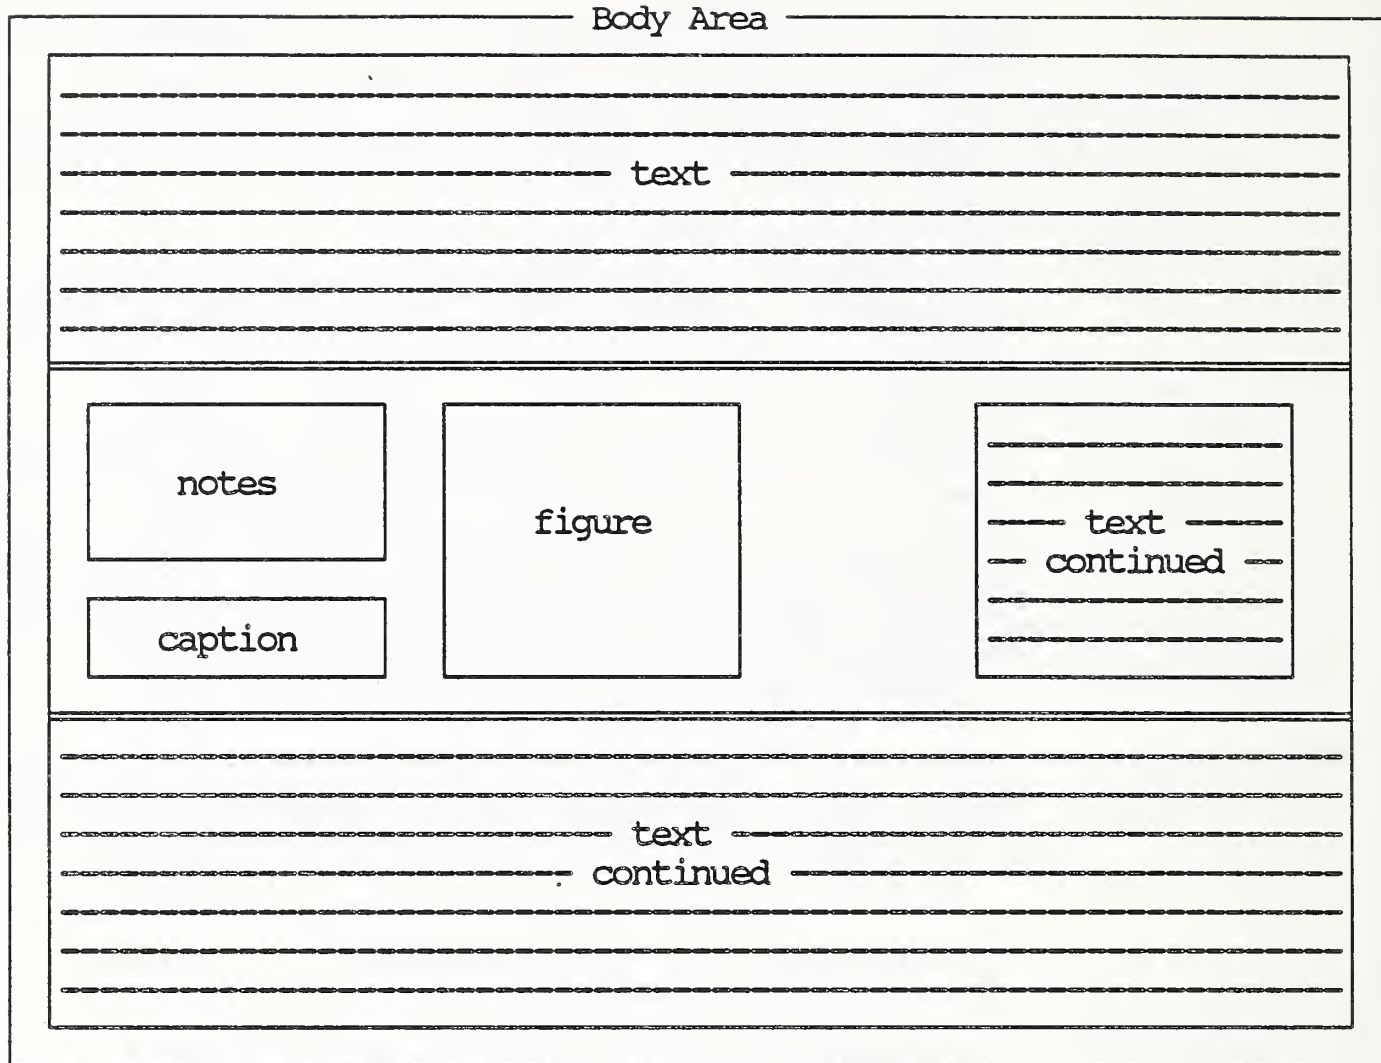 Body Area
text
notes
caption
figure
text
continued
text
continued